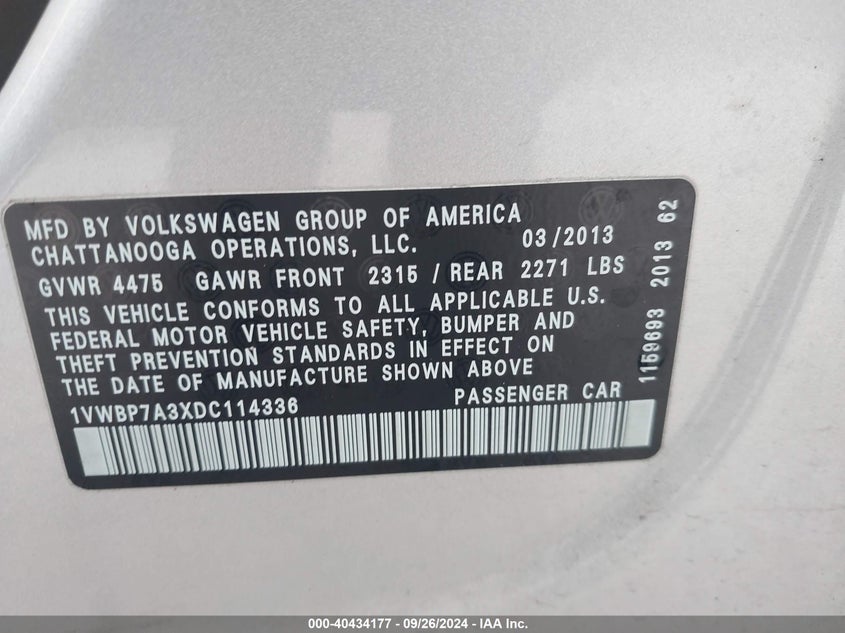 MFD BY VOLKSWAGEN GROUP OF AMERICA
CHATTANOOGA OPERATIONS, LLC. 03/2013
GVWR 4475 GAWR FRONT 2315 / REAR 2271 LBS
THIS VEHICLE CONFORMS TO ALL APPLICABLE U.S.
FEDERAL MOTOR VEHICLE SAFETY, BUMPER AND
THEFT PREVENTION STANDARDS IN EFFECT ON
THE DATE OF MANUFACTURE SHOWN ABOVE
1VWBP7A3XDC114336 PASSENGER CAR
1159693 2013 62
000-40434177 - 09/26/2024 - IAA Inc.